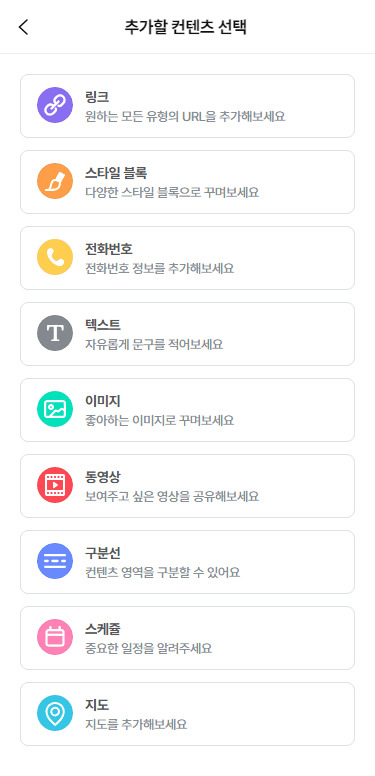 추가할 컨텐츠 선택
링크
원하는 모든 유형의 URL을 추가해보세요
스타일 블록
다양한 스타일 블록으로 꾸며보세요
전화번호
전화번호 정보를 추가해보세요
텍스트
자유롭게 문구를 적어보세요
이미지
좋아하는 이미지로 꾸며보세요
동영상
보여주고 싶은 영상을 공유해보세요
구분선
컨텐츠 영역을 구분할 수 있어요
스케쥴
중요한 일정을 알려주세요
지도
지도를 추가해보세요